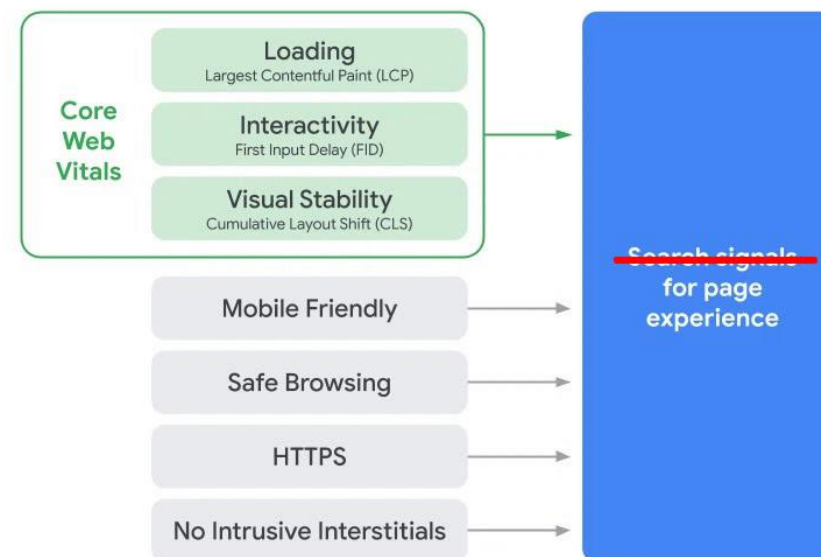 Loading
Largest Contentful Paint (LCP)
Core
Web
Vitals
Interactivity
First Input Delay (FID)
Visual Stability
Cumulative Layout Shift (CLS)
Search signals
for page
experience
Mobile Friendly
Safe Browsing
HTTPS
No Intrusive Interstitials